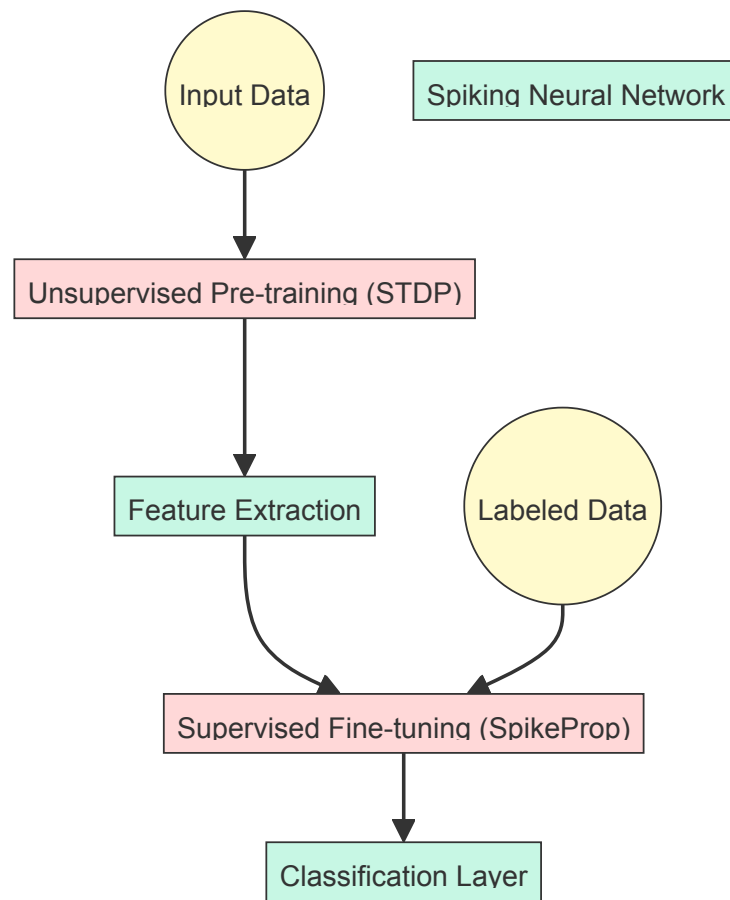 Input Data
Spiking Neural Network
Unsupervised Pre-training (STDP)
Feature Extraction
Labeled Data
Supervised Fine-tuning (SpikeProp)
Classification Layer